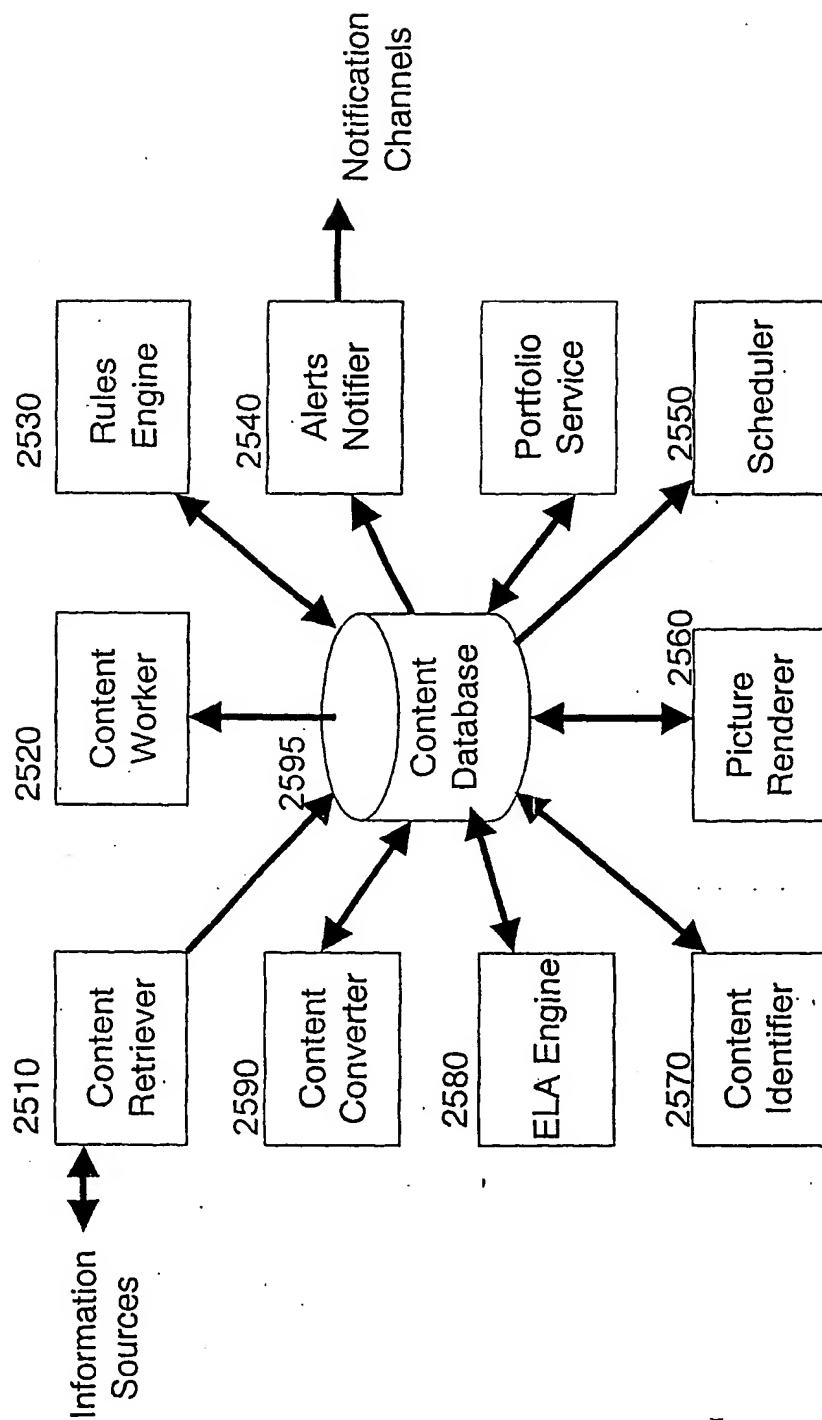 Information
Sources
2510
Content
Retriever
2520
Content
Worker
2530
Rules
Engine
2590
Content
Converter
2595
Content
Database
2540
Alerts
Notifier
Notification
Channels
2580
ELA Engine
Portfolio
Service
2570
Content
Identifier
2560
Picture
Renderer
2550
Scheduler